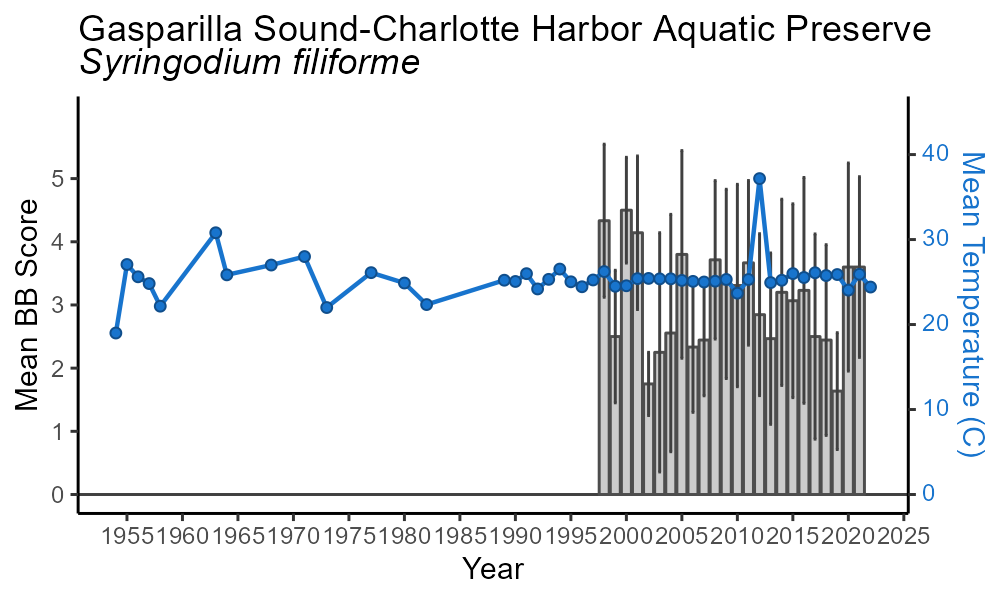 Gasparilla Sound-Charlotte Harbor Aquatic Preserve
Syringodium filiforme
Mean BB Score
5
4
3
2
1
0
40
30
20
10
0
Mean Temperature (C)
1955 1960 1965 1970 1975 1980 1985 1990 1995 2000 2005 2010 2015 2020 2025
Year